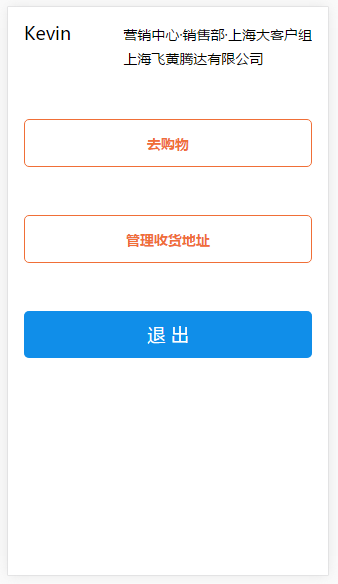 Kevin
营销中心·销售部·上海大客户组
上海飞黄腾达有限公司
去购物
管理收货地址
退 出